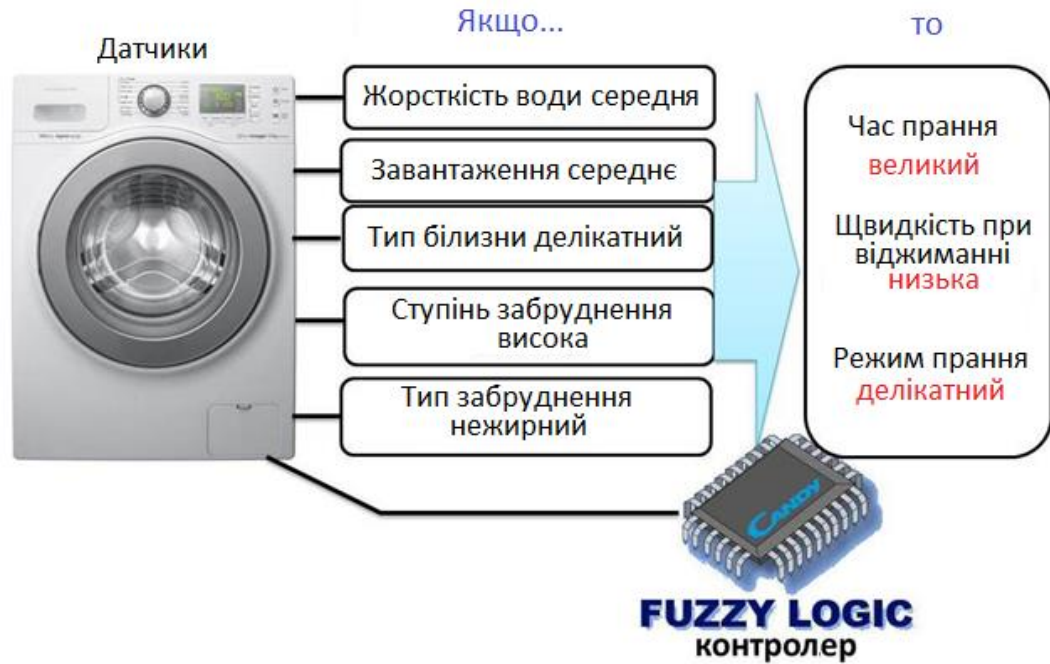 Якщо...
то
Датчики
Жорсткість води середня
Завантаження середнє
Тип білизни делікатний
Ступінь забруднення
висока
Тип забруднення
нежирний
Час прання
великий
Щвидкість при
віджиманні
низька
Режим прання
делікатний
CANDY
FUZZY LOGIC
контролер